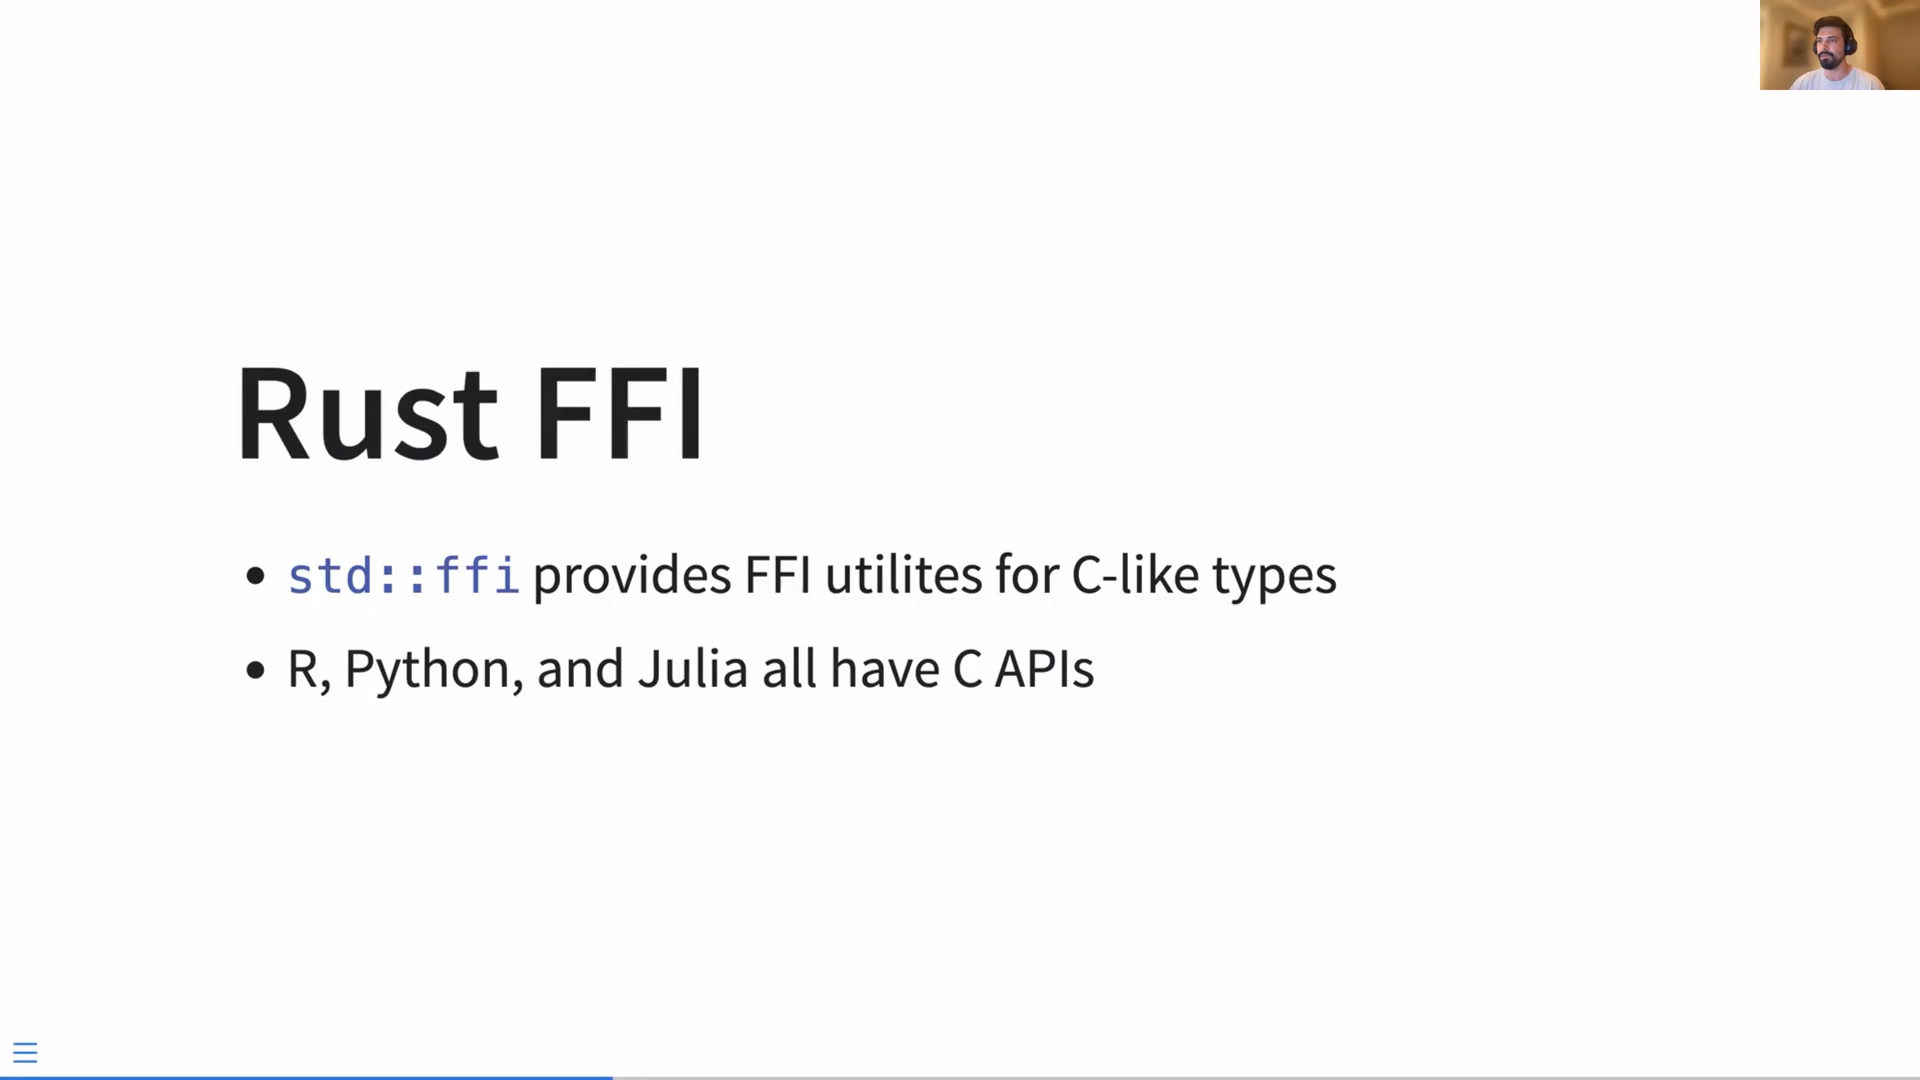 Rust FFI
• std::ffi provides FFI utilites for C-like types
• R, Python, and Julia all have C APIs